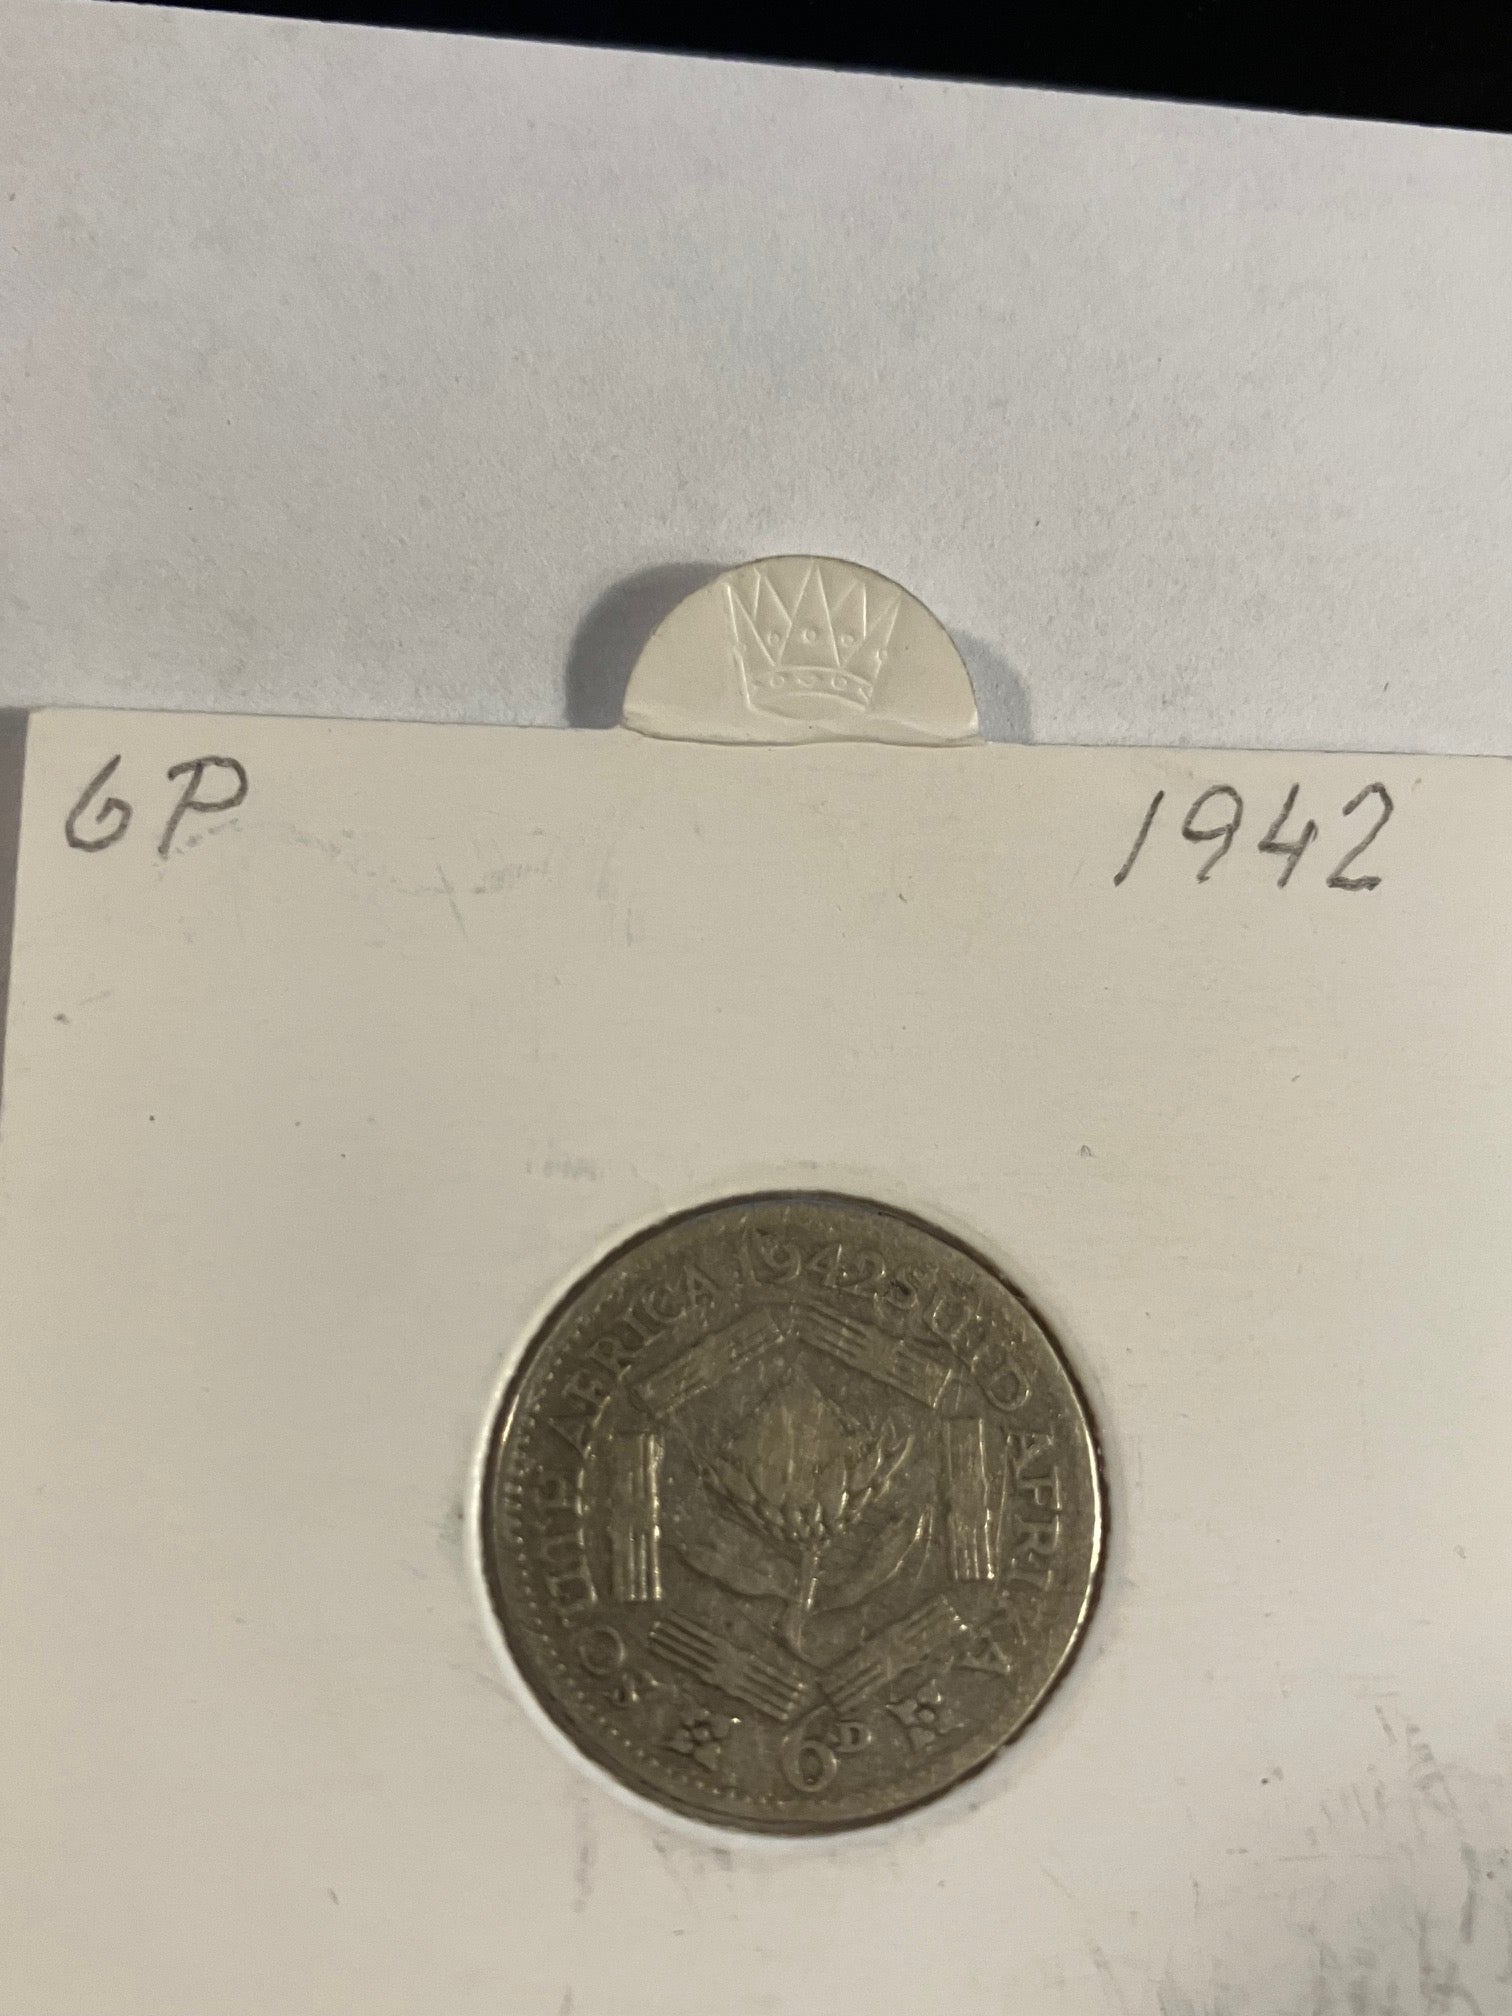 6P 1942
SOUTH AFRICA 1942 SUID AFRIKA
6D